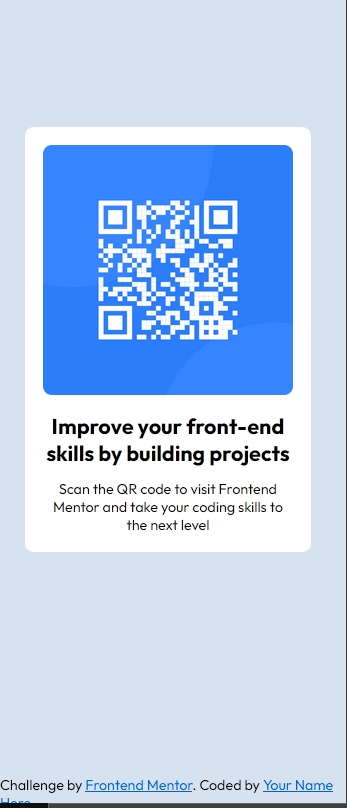 Improve your front-end
skills by building projects
Scan the QR code to visit Frontend
Mentor and take your coding skills to
the next level
Challenge by Frontend Mentor. Coded by Your Name
Here